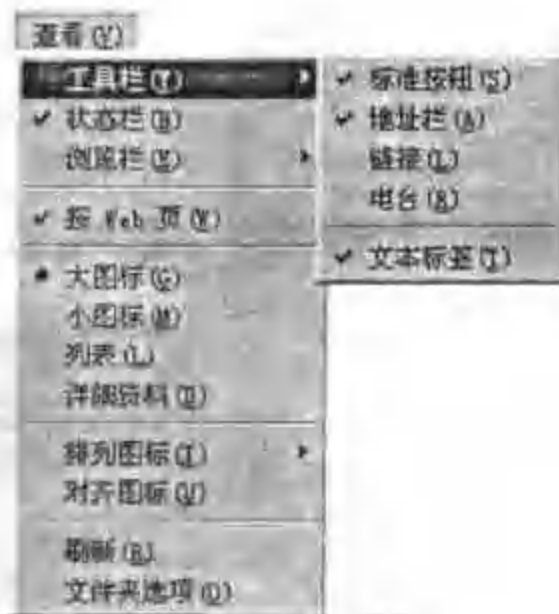 查看(V)
工具栏(T)
状态栏(B)
浏览栏(E)
按 Web 页(W)
大图标(G)
小图标(M)
列表(L)
详细资料(D)
排列图标(I)
对齐图标(U)
刷新(R)
文件夹选项(O)
标准按钮(S)
地址栏(A)
链接(L)
电台(R)
文本标签(T)